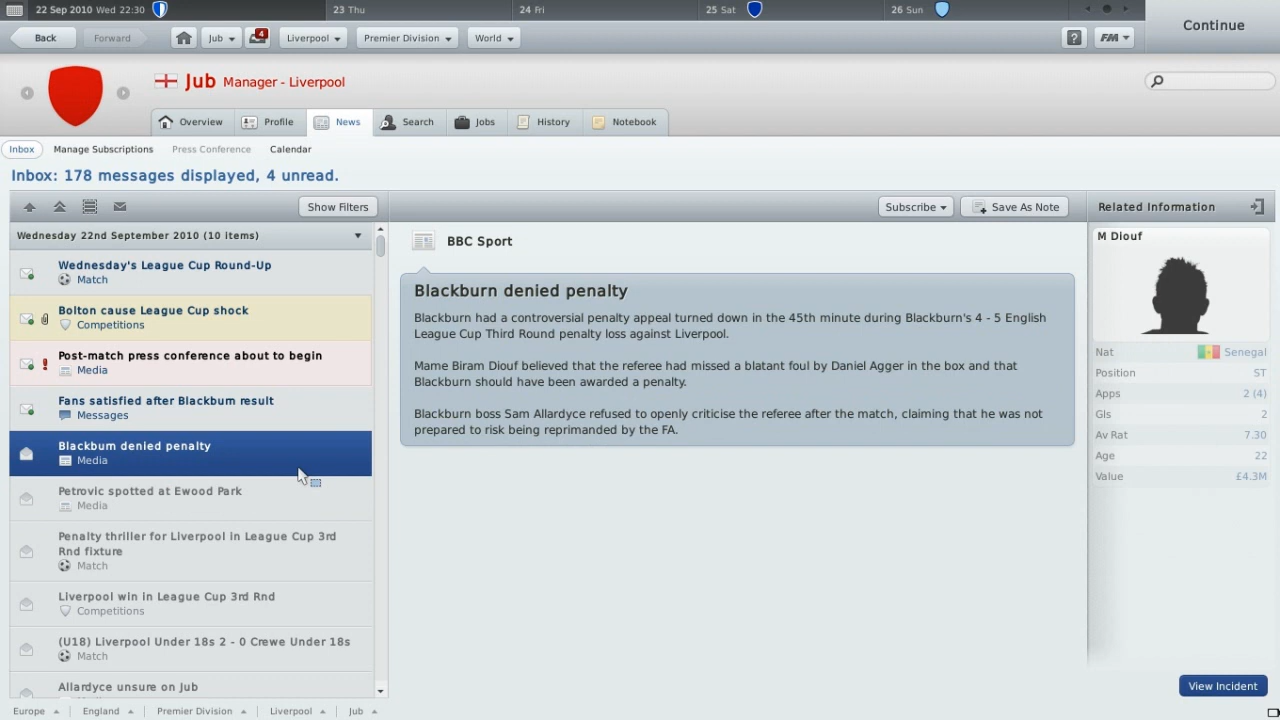 22 Sep 2010 Wed 22:30
23 Thu
24 Fri
25 Sat
26 Sun
Continue
Back
Forward
Jub
4
Liverpool
Premier Division
World
?
FM
Jub Manager - Liverpool
Overview
Profile
News
Search
Jobs
History
Notebook
Inbox
Manage Subscriptions
Press Conference
Calendar
Inbox: 178 messages displayed, 4 unread.
Show Filters
Subscribe
Save As Note
Related Information
Wednesday 22nd September 2010 (10 items)
Wednesday's League Cup Round-Up
Match
Bolton cause League Cup shock
Competitions
Post-match press conference about to begin
Media
Fans satisfied after Blackburn result
Messages
Blackburn denied penalty
Media
Petrovic spotted at Ewood Park
Media
Penalty thriller for Liverpool in League Cup 3rd
Rnd fixture
Match
Liverpool win in League Cup 3rd Rnd
Competitions
(U18) Liverpool Under 18s 2 - 0 Crewe Under 18s
Match
Allardyce unsure on Jub
BBC Sport
Blackburn denied penalty
Blackburn had a controversial penalty appeal turned down in the 45th minute during Blackburn's 4 - 5 English
League Cup Third Round penalty loss against Liverpool.
Mame Biram Diouf believed that the referee had missed a blatant foul by Daniel Agger in the box and that
Blackburn should have been awarded a penalty.
Blackburn boss Sam Allardyce refused to openly criticise the referee after the match, claiming that he was not
prepared to risk being reprimanded by the FA.
M Diouf
Nat Senegal
Position ST
Apps 2 (4)
Gls 2
Av Rat 7.30
Age 22
Value £4.3M
View Incident
Europe
England
Premier Division
Liverpool
Jub